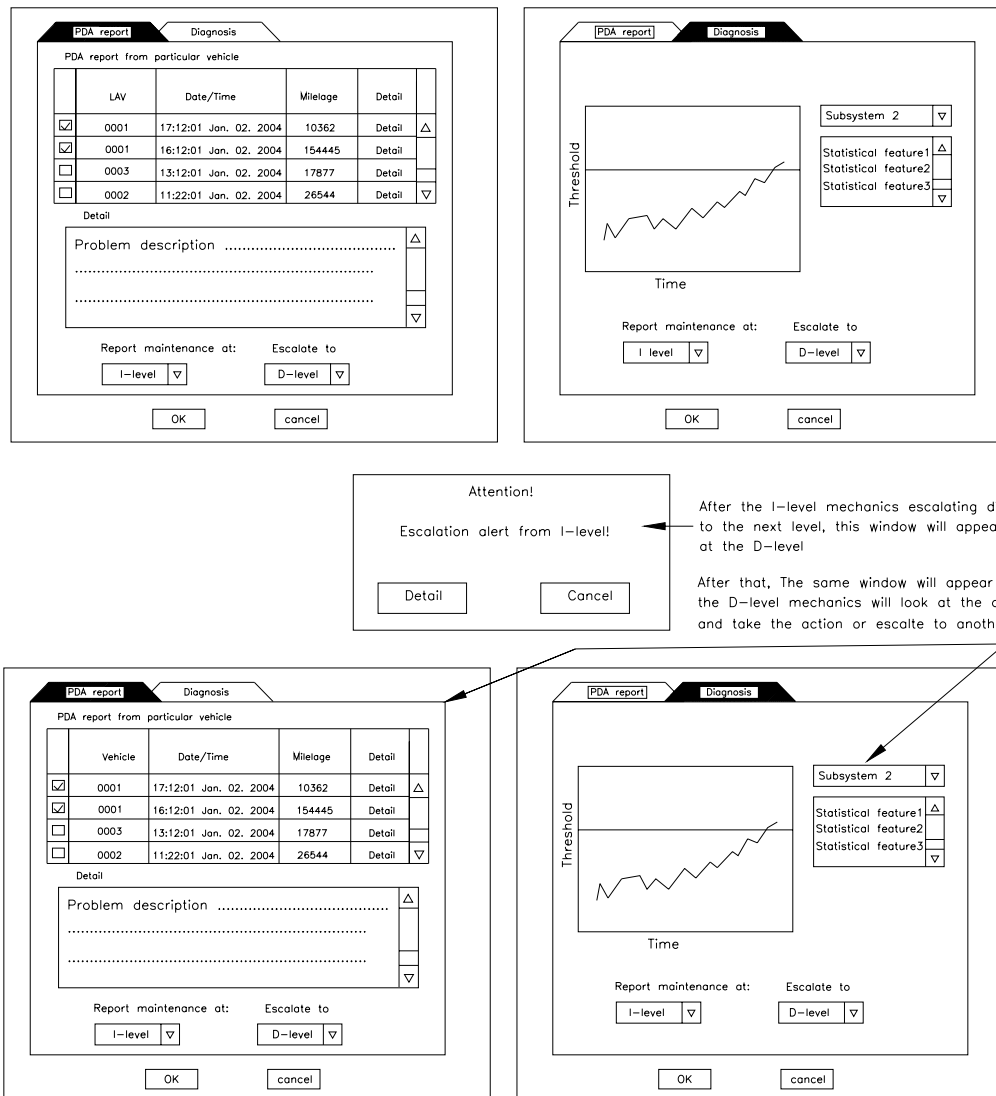 PDA report Diagnosis
PDA report from particular vehicle
LAV Date/Time Milelage Detail
0001 17:12:01 Jan. 02. 2004 10362 Detail
0001 16:12:01 Jan. 02. 2004 154445 Detail
0003 13:12:01 Jan. 02. 2004 17877 Detail
0002 11:22:01 Jan. 02. 2004 26544 Detail
Detail
Problem description ........................................
......................................................................
......................................................................
Report maintenance at: Escalate to
I-level D-level
OK cancel
PDA report Diagnosis
Subsystem 2
Statistical feature1
Statistical feature2
Statistical feature3
Threshold
Time
Report maintenance at: Escalate to
I level D-level
OK cancel
Attention!
Escalation alert from I-level!
Detail Cancel
After the I-level mechanics escalating
to the next level, this window will
at the D-level
After that, The same window will appear
the D-level mechanics will look at the
and take the action or escalte to
PDA report Diagnosis
PDA report from particular vehicle
Vehicle Date/Time Milelage Detail
0001 17:12:01 Jan. 02. 2004 10362 Detail
0001 16:12:01 Jan. 02. 2004 154445 Detail
0003 13:12:01 Jan. 02. 2004 17877 Detail
0002 11:22:01 Jan. 02. 2004 26544 Detail
Detail
Problem description ........................................
......................................................................
......................................................................
Report maintenance at: Escalate to
I-level D-level
OK cancel
PDA report Diagnosis
Subsystem 2
Statistical feature1
Statistical feature2
Statistical feature3
Threshold
Time
Report maintenance at: Escalate to
I-level D-level
OK cancel